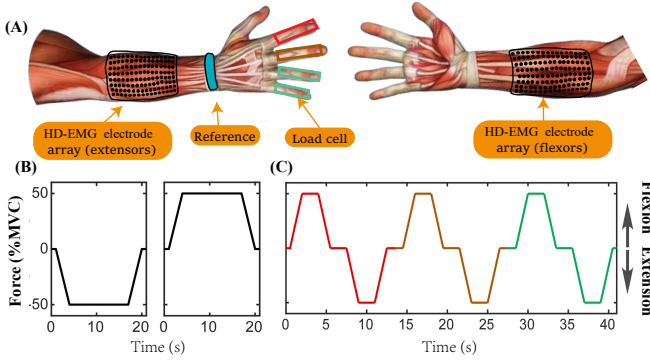 (A)
HD-EMG electrode
array (extensors)
Reference
Load cell
HD-EMG electrode
array (flexors)
(B)
(C)
Force (%MVC)
50
0
-50
0
10
20
0
10
20
0
5
10
15
20
25
30
35
40
Time (s)
Time (s)
Flexion
Extension